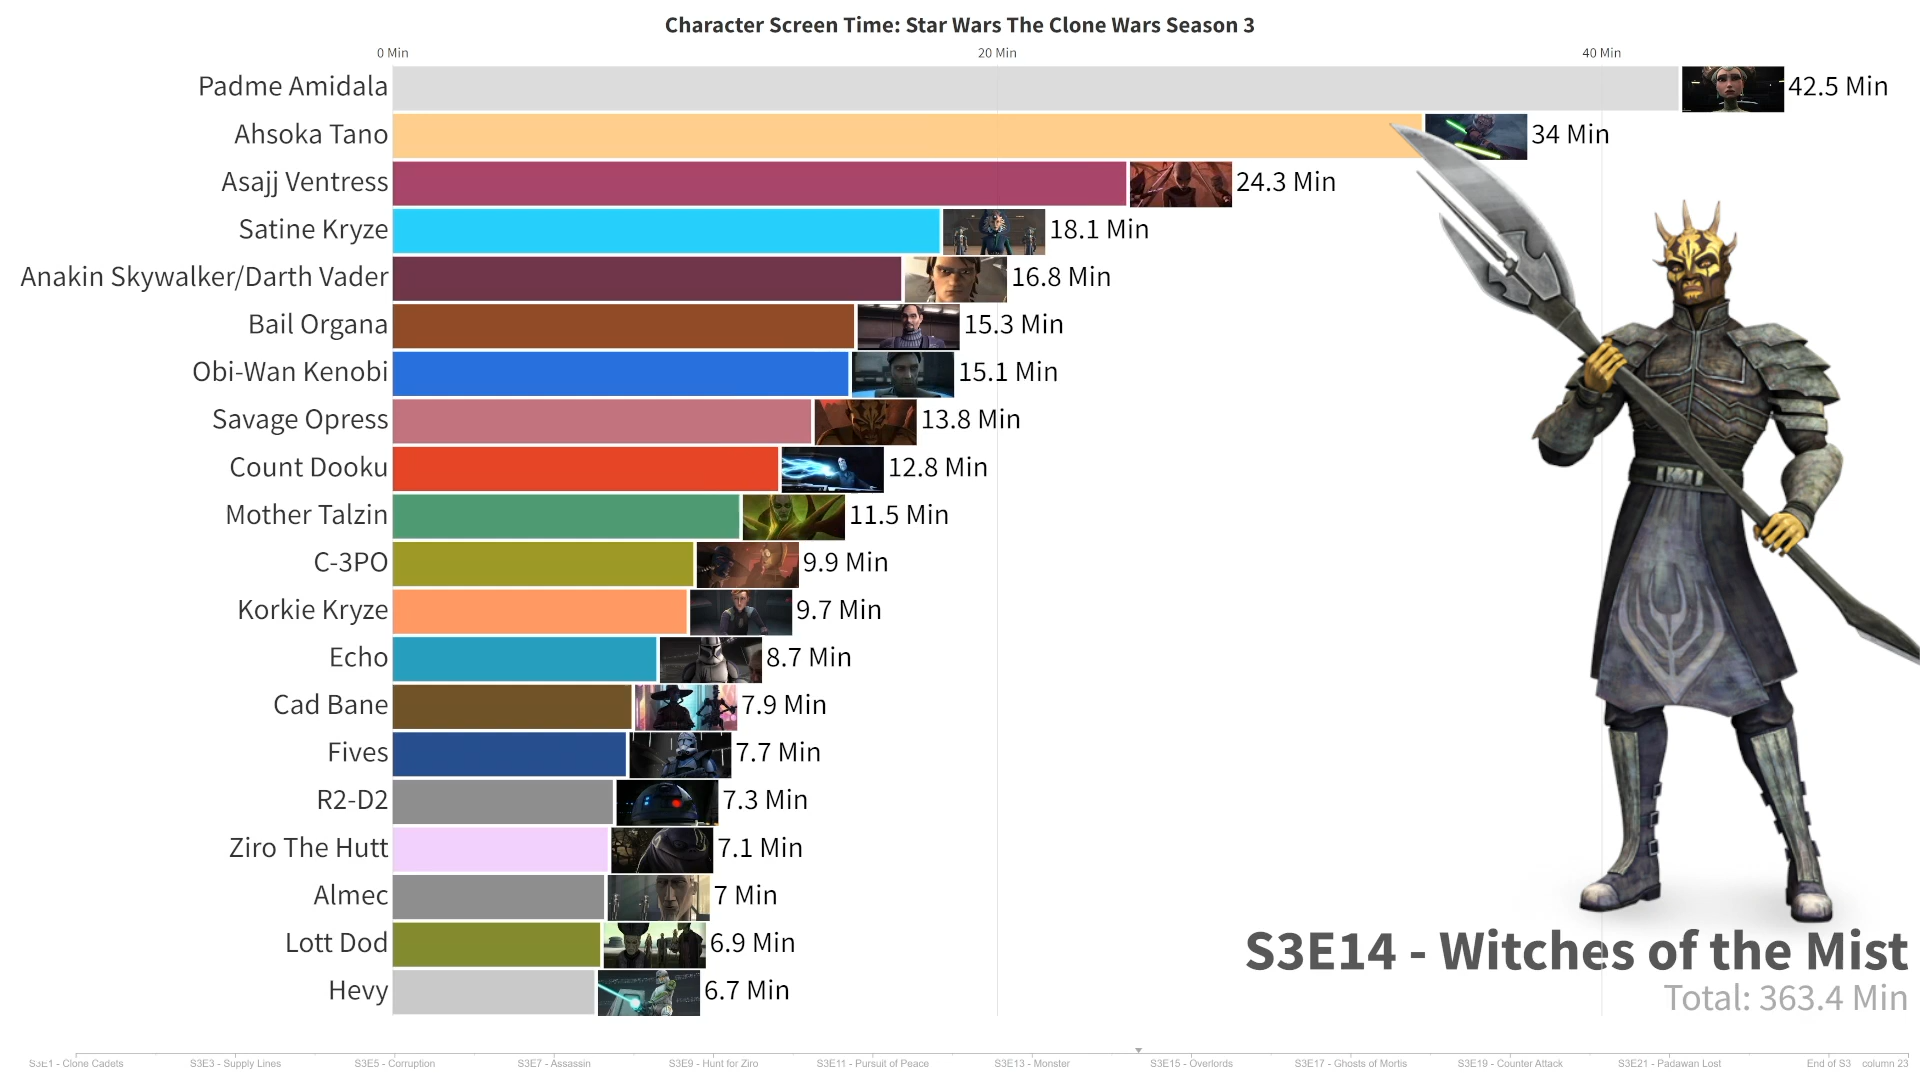 Character Screen Time: Star Wars The Clone Wars Season 3
0 Min 20 Min 40 Min
Padme Amidala 42.5 Min
Ahsoka Tano 34 Min
Asajj Ventress 24.3 Min
Satine Kryze 18.1 Min
Anakin Skywalker/Darth Vader 16.8 Min
Bail Organa 15.3 Min
Obi-Wan Kenobi 15.1 Min
Savage Opress 13.8 Min
Count Dooku 12.8 Min
Mother Talzin 11.5 Min
C-3PO 9.9 Min
Korkie Kryze 9.7 Min
Echo 8.7 Min
Cad Bane 7.9 Min
Fives 7.7 Min
R2-D2 7.3 Min
Ziro The Hutt 7.1 Min
Almec 7 Min
Lott Dod 6.9 Min
Hevy 6.7 Min
S3E14 - Witches of the Mist
Total: 363.4 Min
S3E1 - Clone Cadets S3E3 - Supply Lines S3E5 - Corruption S3E7 - Assassin S3E9 - Hunt for Ziro S3E11 - Pursuit of Peace S3E13 - Monster S3E15 - Overlords S3E17 - Ghosts of Mortis S3E19 - Counter Attack S3E21 - Padawan Lost End of S3 column 23